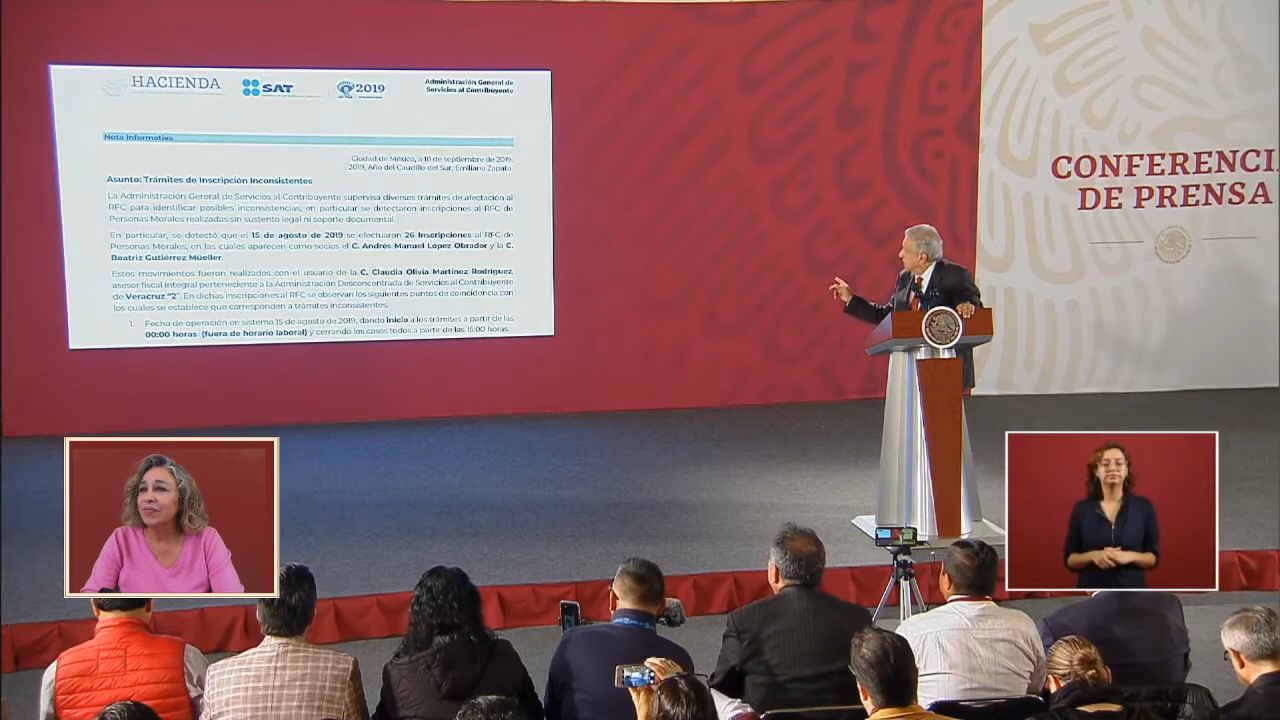 HACIENDA
SAT
2019
Administración General de
Servicios al Contribuyente
Nota Informativa
Ciudad de México, a 18 de septiembre de 2019.
2019, Año del Caudillo del Sur, Emiliano Zapata.
Asunto: Trámites de Inscripción Inconsistentes
La Administración General de Servicios al Contribuyente supervisa diversos trámites de afectación al
RFC para identificar posibles inconsistencias, en particular se detectaron inscripciones al RFC de
Personas Morales realizadas sin sustento legal ni soporte documental.
En particular, se detectó que el 15 de agosto de 2019 se efectuaron 26 Inscripciones al RFC de
Personas Morales, en las cuales aparecen como socios el C. Andrés Manuel López Obrador y la C.
Beatriz Gutiérrez Müeller.
Estos movimientos fueron realizados con el usuario de la C. Claudia Olivia Martínez Rodríguez,
asesor fiscal integral perteneciente a la Administración Desconcentrada de Servicios al Contribuyente
de Veracruz "2". En dichas inscripciones al RFC se observan los siguientes puntos de coincidencia con
los cuales se establece que corresponden a trámites inconsistentes.
1. Fecha de operación en sistema 15 de agosto de 2019, dando inicio a los trámites a partir de las
00:00 horas (fuera de horario laboral) y cerrando los casos todos a partir de las 15:00 horas.
CONFERENCI
DE PRENSA